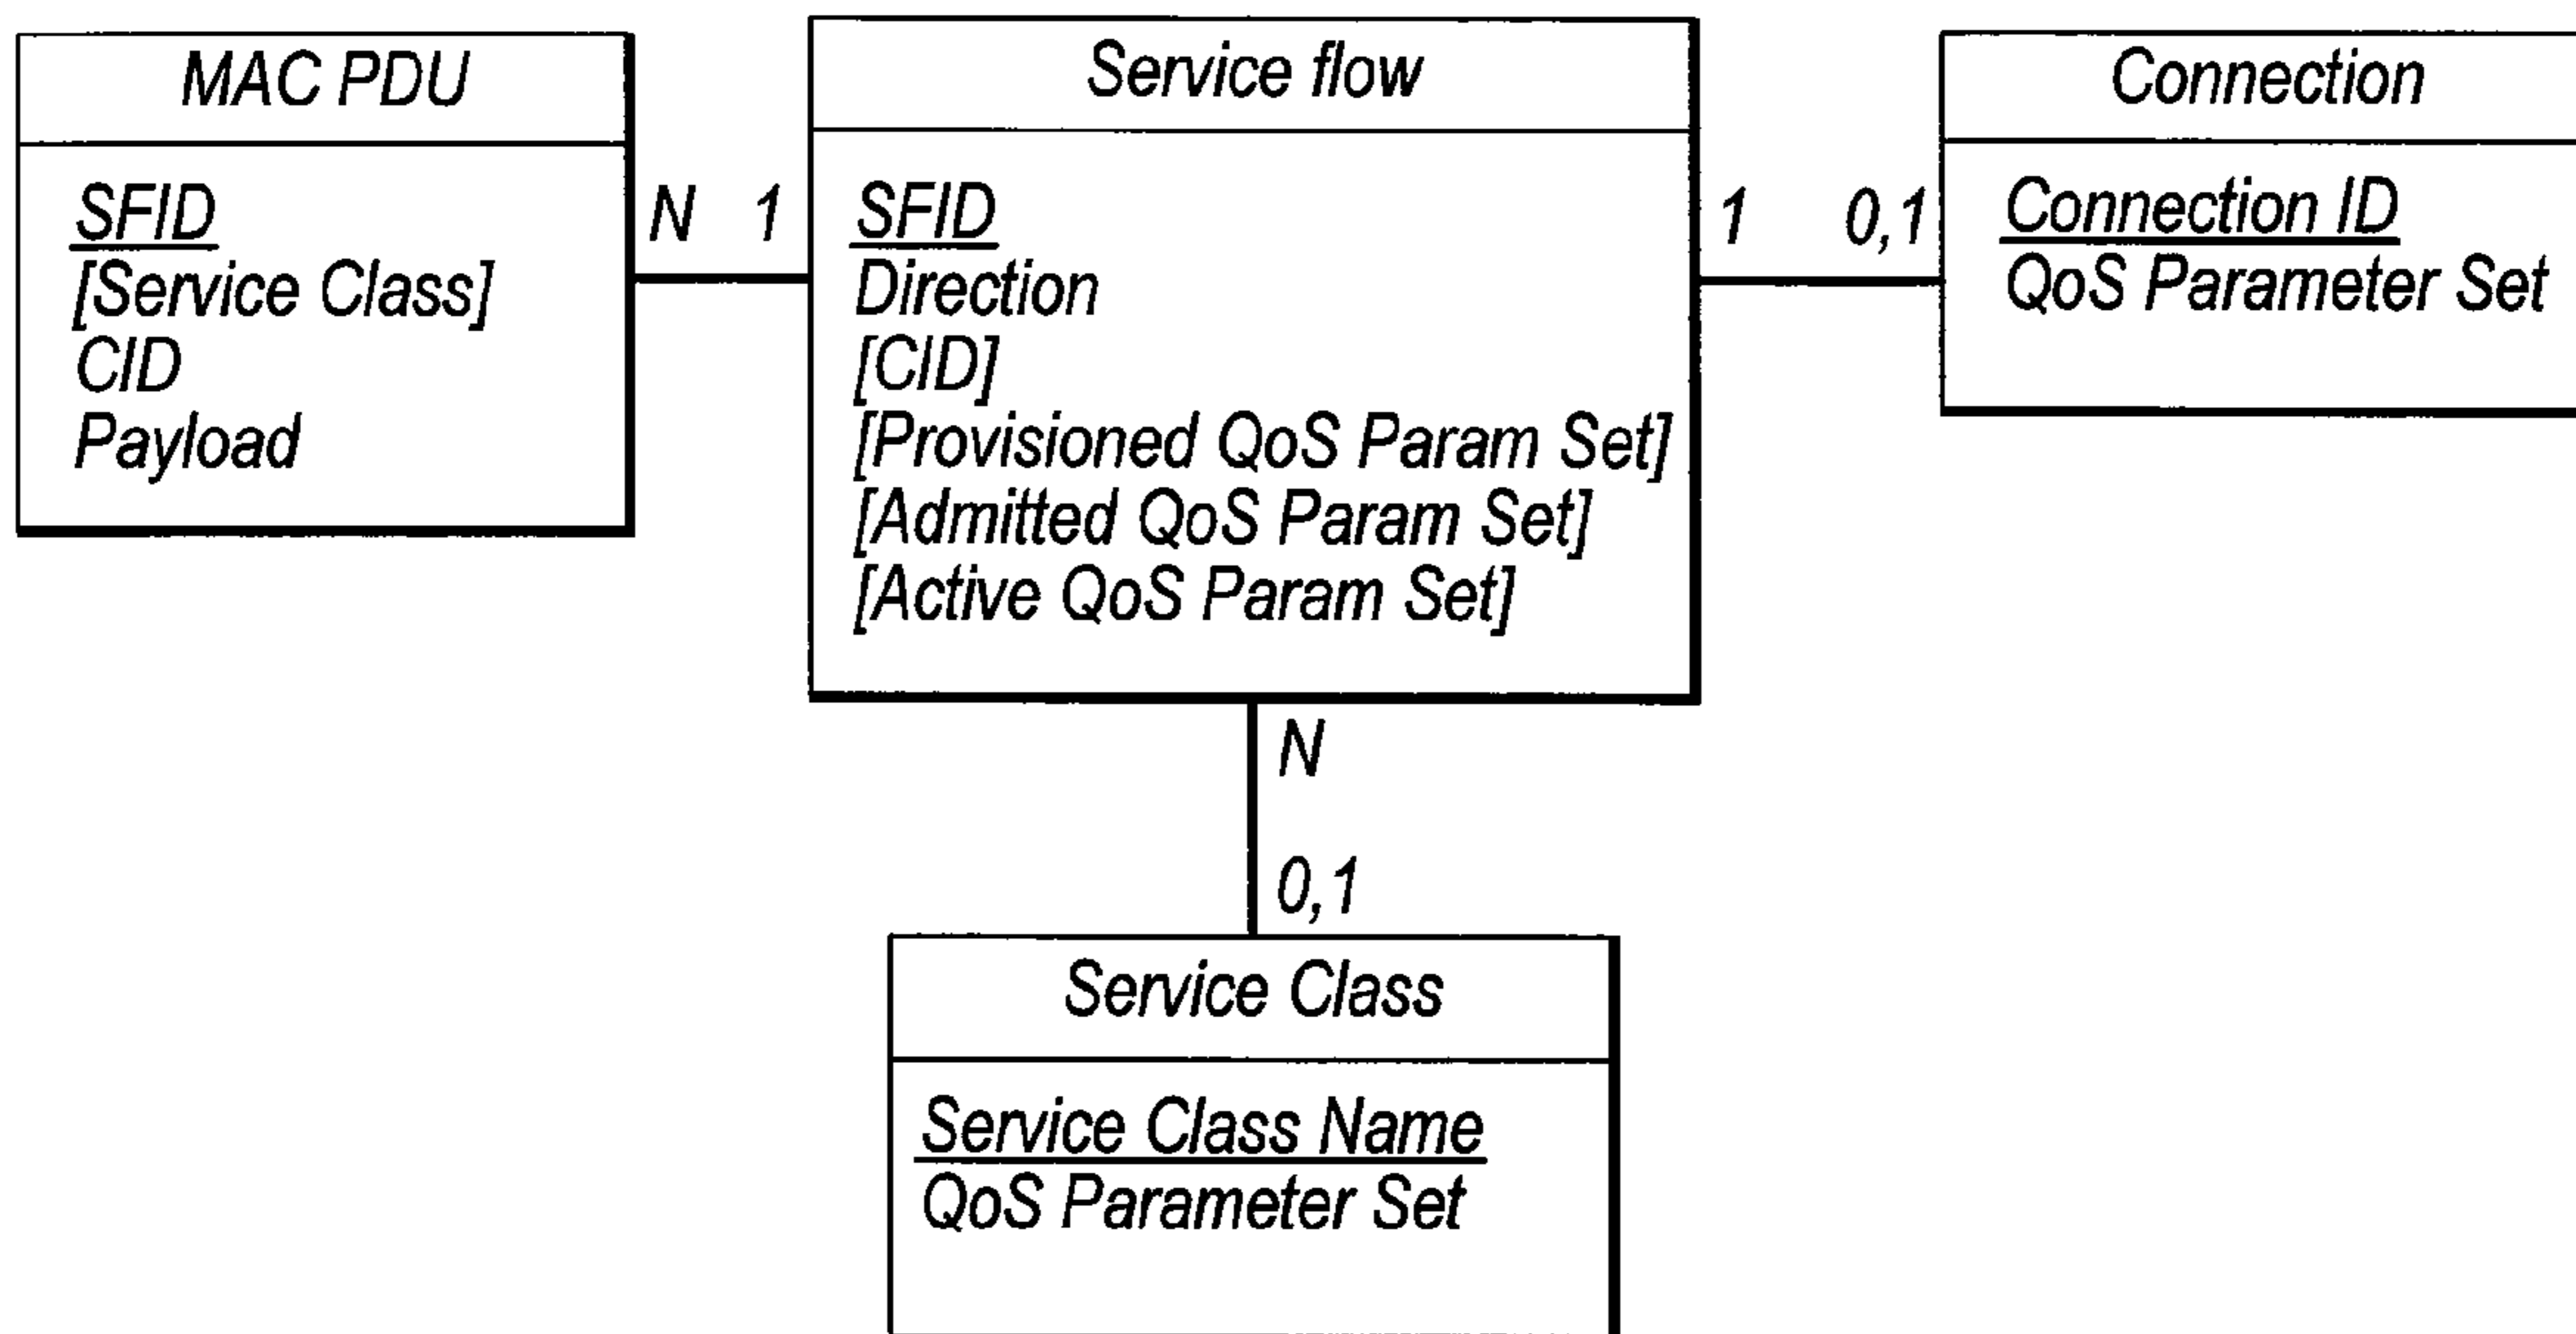 MAC PDU
SFID
[Service Class]
CID
Payload
N 1
Service flow
SFID
Direction
[CID]
[Provisioned QoS Param Set]
[Admitted QoS Param Set]
[Active QoS Param Set]
1 0,1
Connection
Connection ID
QoS Parameter Set
N
0,1
Service Class
Service Class Name
QoS Parameter Set